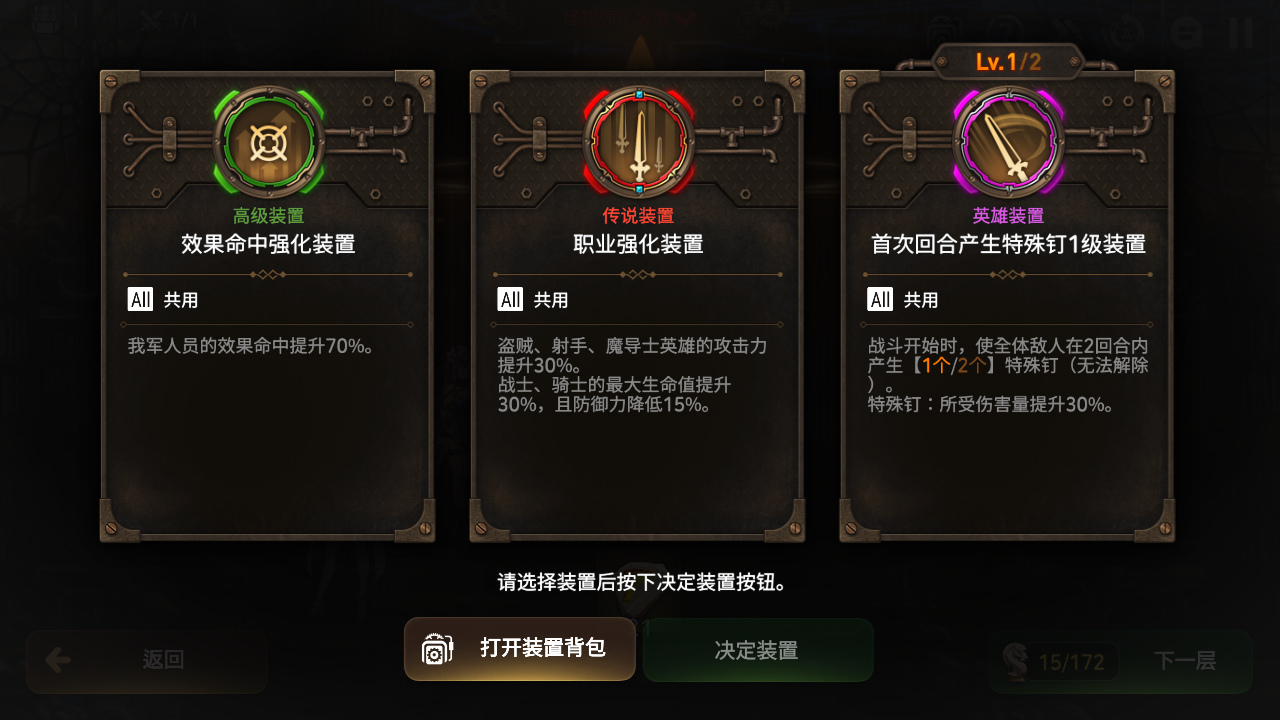 1/1
Lv.1/2
高级装置
效果命中强化装置
All 共用
我军人员的效果命中提升70%。
传说装置
职业强化装置
All 共用
盗贼、射手、魔导士英雄的攻击力
提升30%。
战士、骑士的最大生命值提升
30%，且防御力降低15%。
英雄装置
首次回合产生特殊钉1级装置
All 共用
战斗开始时，使全体敌人在2回合内
产生【1个/2个】特殊钉（无法解除
）。
特殊钉：所受伤害量提升30%。
请选择装置后按下决定装置按钮。
返回
打开装置背包
决定装置
15/172
下一层